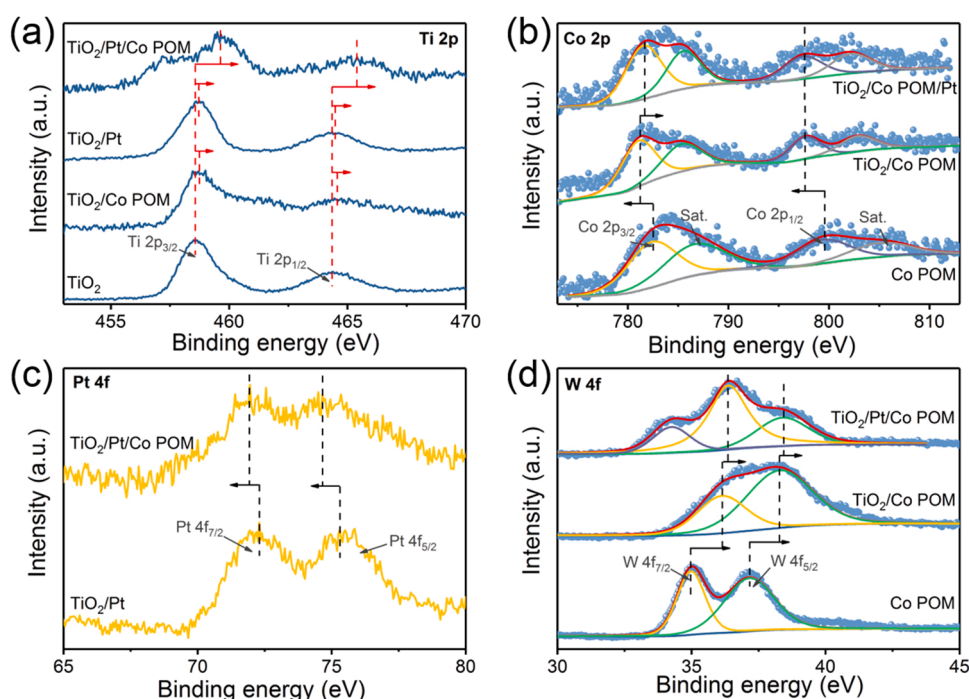 (a)
Ti 2p
TiO2/Pt/Co POM
TiO2/Pt
TiO2/Co POM
Ti 2p3/2
Ti 2p1/2
TiO2
Intensity (a.u.)
455 460 465 470
Binding energy (eV)
(b)
Co 2p
TiO2/Co POM/Pt
TiO2/Co POM
Co 2p3/2
Sat.
Co 2p1/2
Sat.
Co POM
Intensity (a.u.)
780 790 800 810
Binding energy (eV)
(c)
Pt 4f
TiO2/Pt/Co POM
Pt 4f7/2
Pt 4f5/2
TiO2/Pt
Intensity (a.u.)
65 70 75 80
Binding energy (eV)
(d)
W 4f
TiO2/Pt/Co POM
TiO2/Co POM
W 4f7/2
W 4f5/2
Co POM
Intensity (a.u.)
30 35 40 45
Binding energy (eV)